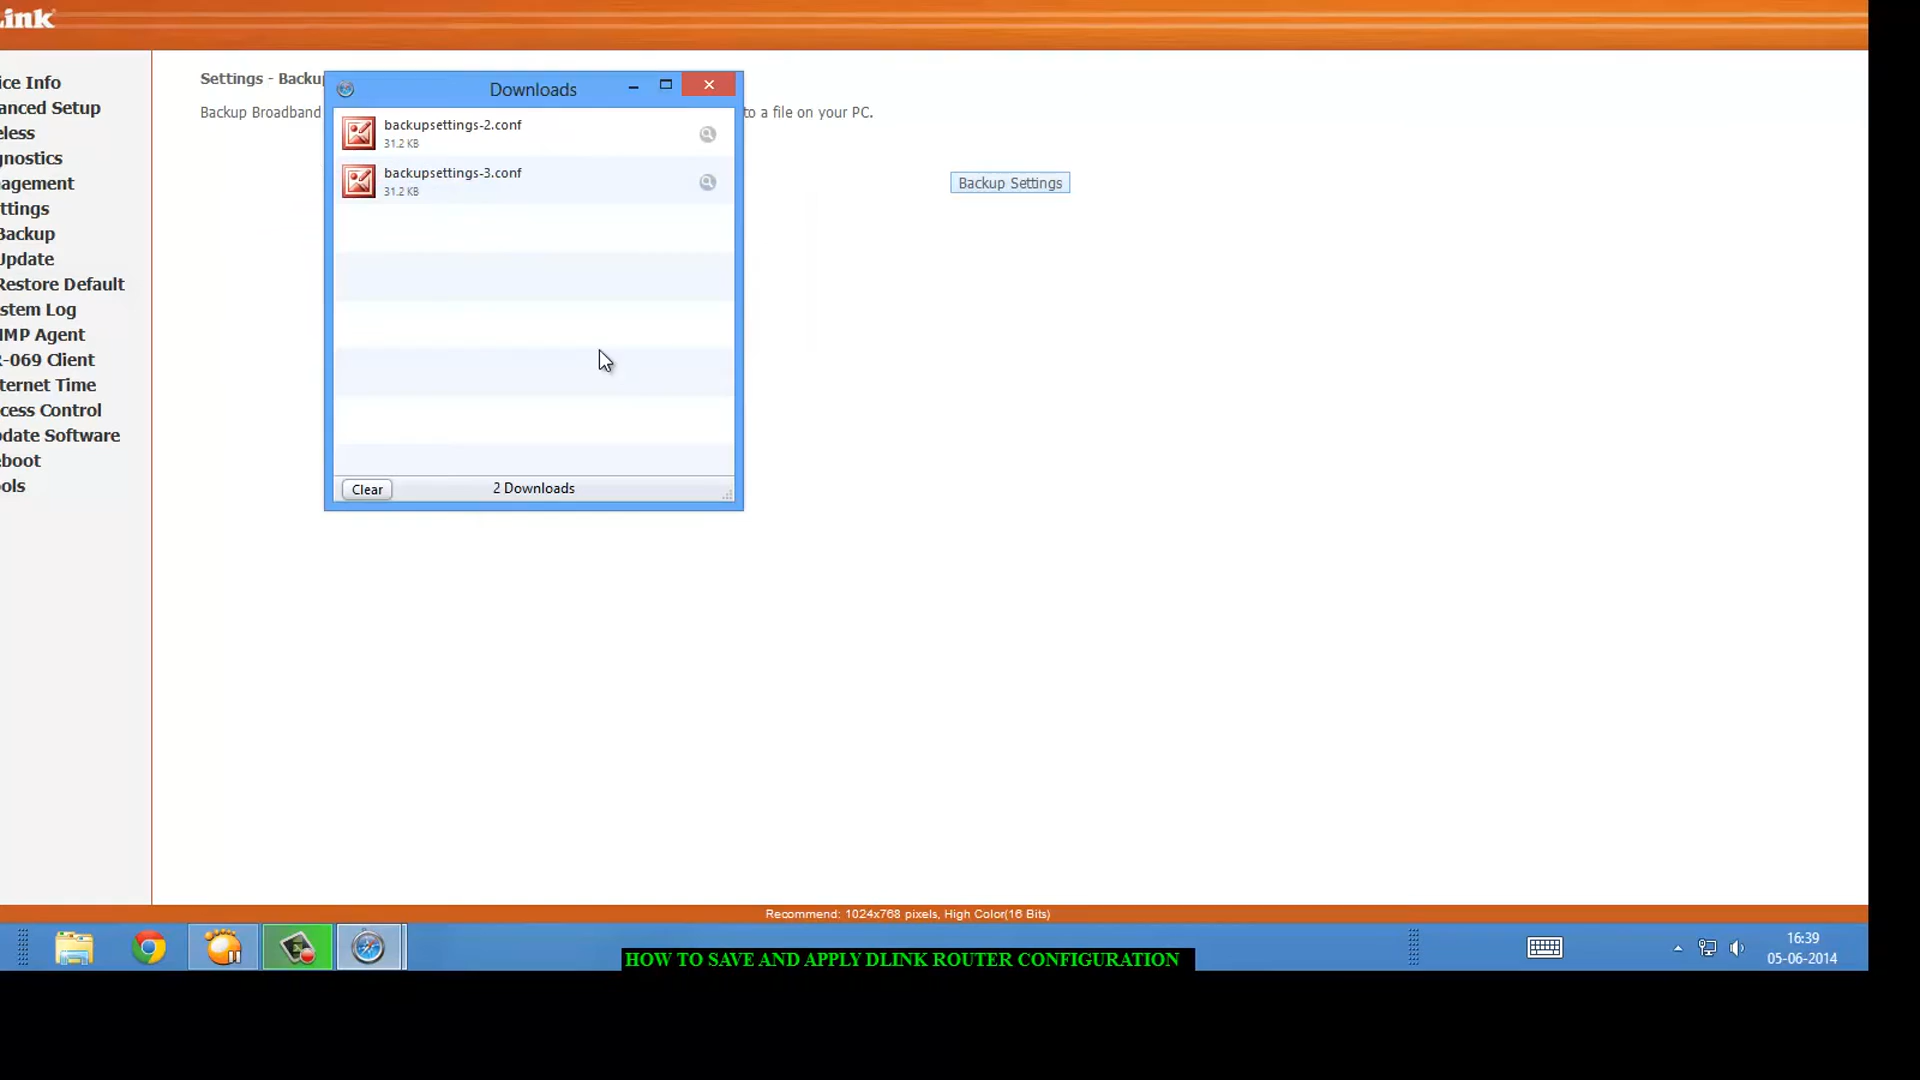 Link
ice Info
anced Setup
eless
gnostics
agement
ttings
Backup
Update
Restore Default
stem Log
MP Agent
R-069 Client
ternet Time
cess Control
date Software
eboot
ols
Settings - Backu
Backup Broadband
to a file on your PC.
Backup Settings
Downloads
backupsettings-2.conf
31.2 KB
backupsettings-3.conf
31.2 KB
Clear
2 Downloads
Recommend: 1024x768 pixels, High Color(16 Bits)
HOW TO SAVE AND APPLY DLINK ROUTER CONFIGURATION
16:39
05-06-2014